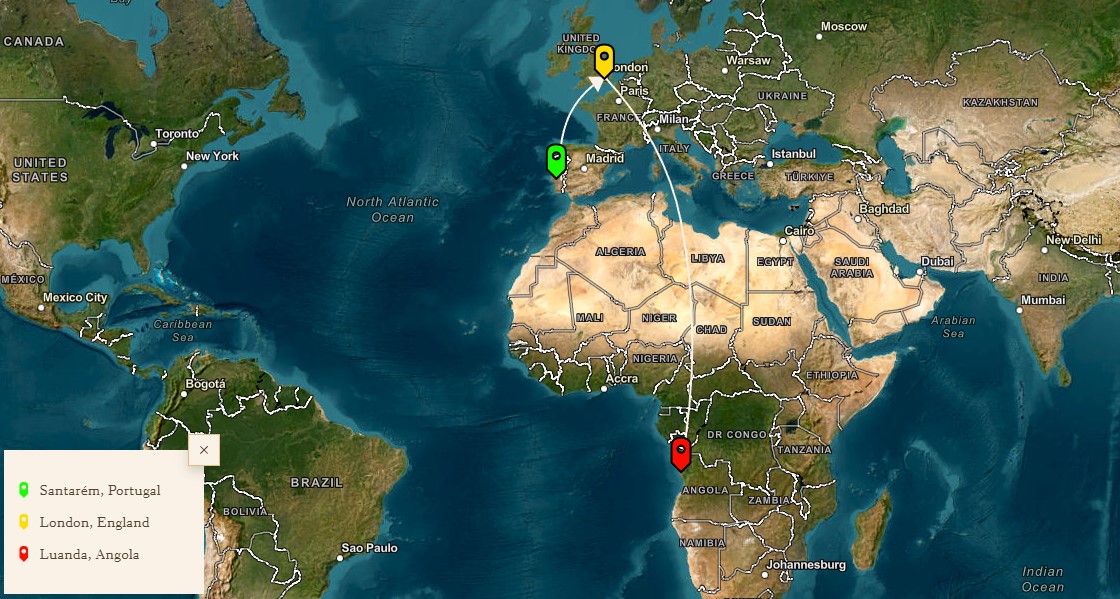 Bay
CANADA
UNITED
KINGDO
Moscow
ondon
Warsaw
Paris
UKRAINE
KAZAKHSTAN
FRANCE
Milan
Toronto
New York
UNITED
STATES
Madrid
ITALY
Istanbul
GREECE
TÜRKIYE
North Atlantic
Ocean
Baghdad
Cairo
New Delhi
ALGERIA
LIBYA
EGYPT
SAUDI
ARABIA
Dubai
INDIA
MÉXICO
Mexico City
Mumbai
Caribbean
Sea
MALI
NIGER
CHAD
SUDAN
Arabian
Sea
NIGERIA
Bogotá
Accra
ETHIOPIA
DR CONGO
TANZANIA
×
Santarém, Portugal
London, England
Luanda, Angola
BRAZIL
BOLIVIA
ANGOLA
ZAMBIA
Sao Paulo
NAMIBIA
Johannesburg
Indian
Ocean